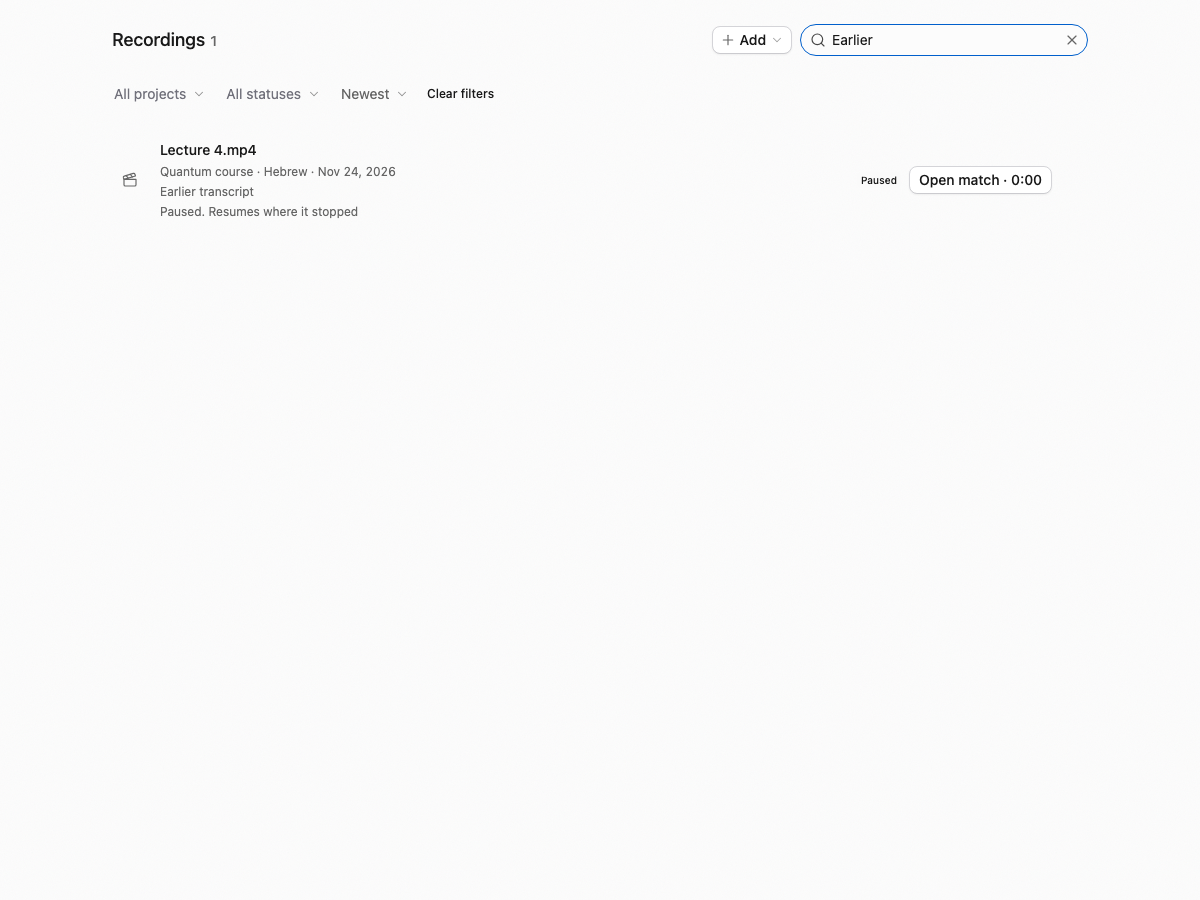 Recordings 1
Add
Earlier
All projects
All statuses
Newest
Clear filters
Lecture 4.mp4
Quantum course · Hebrew · Nov 24, 2026
Earlier transcript
Paused. Resumes where it stopped
Paused
Open match · 0:00